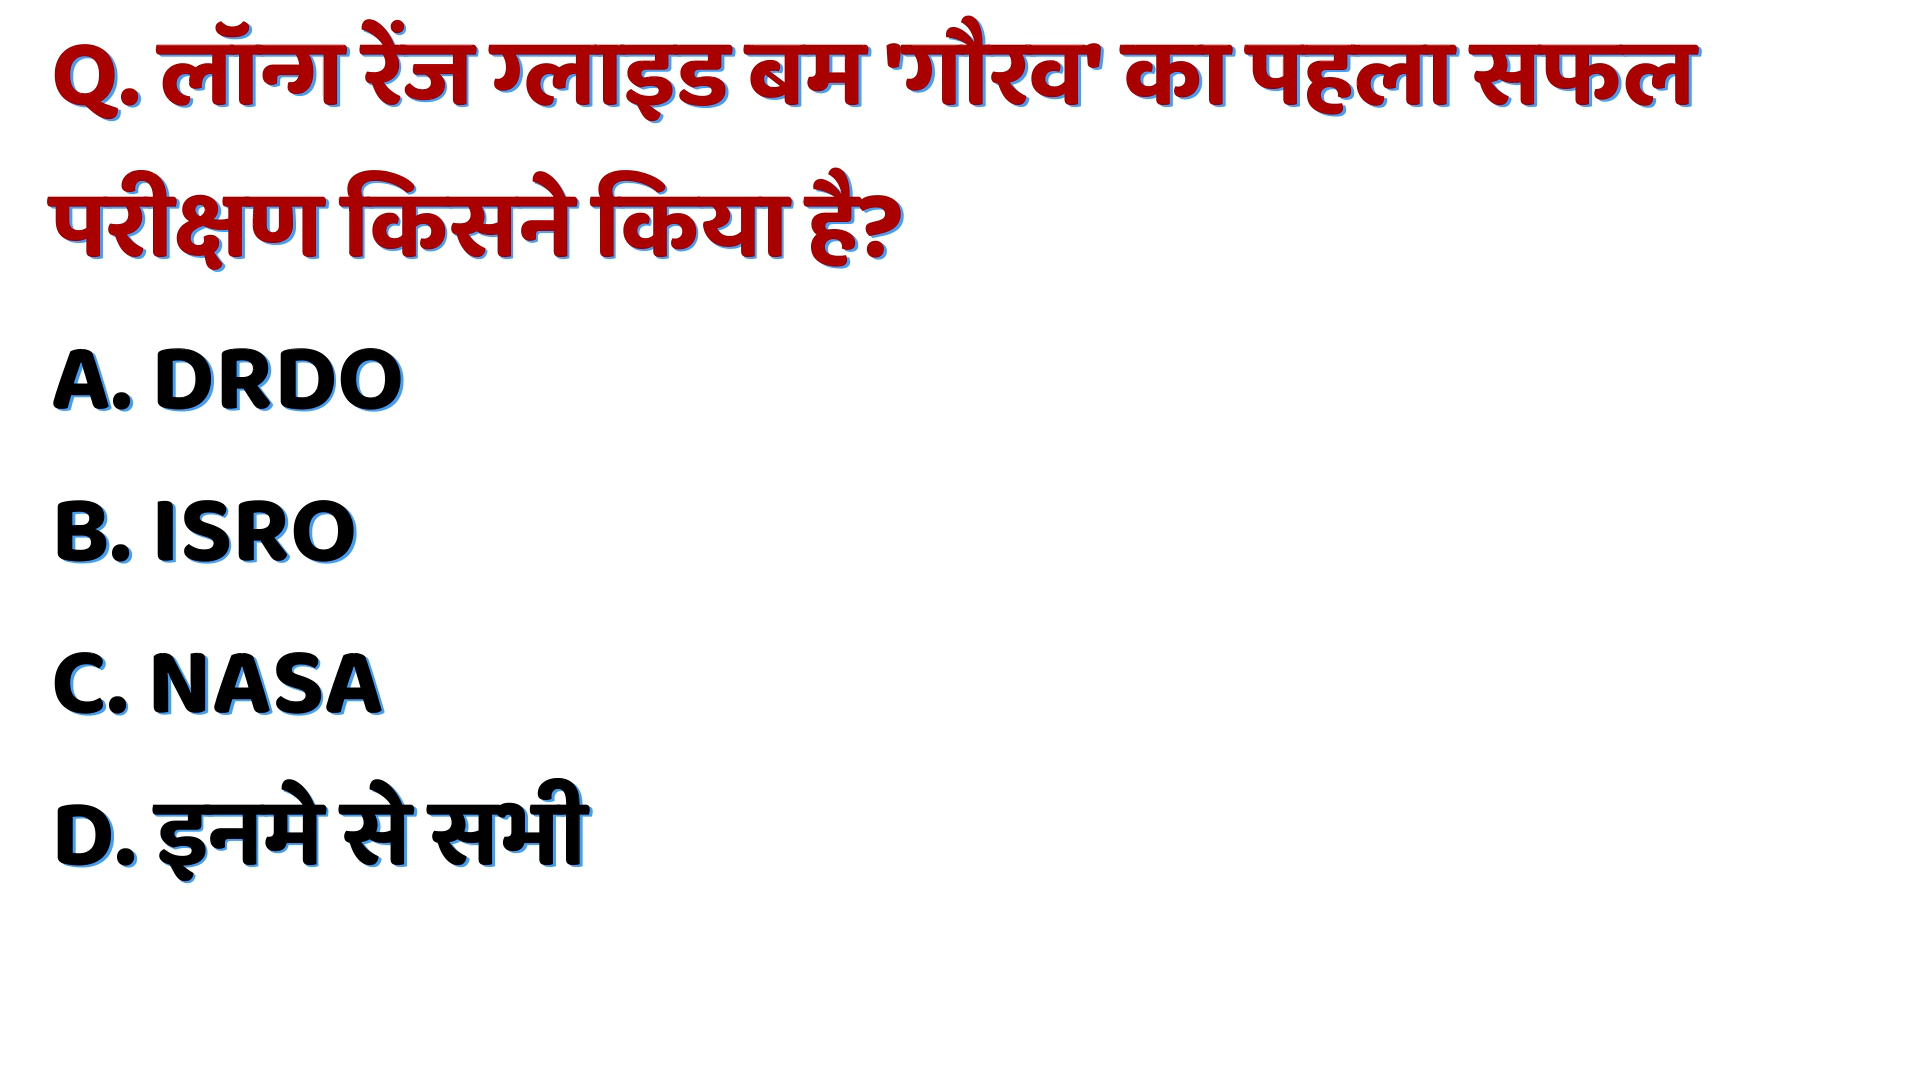 Q. लॉन्ग रेंज ग्लाइड बम 'गौरव' का पहला सफल
परीक्षण किसने किया है?
A. DRDO
B. ISRO
C. NASA
D. इनमे से सभी